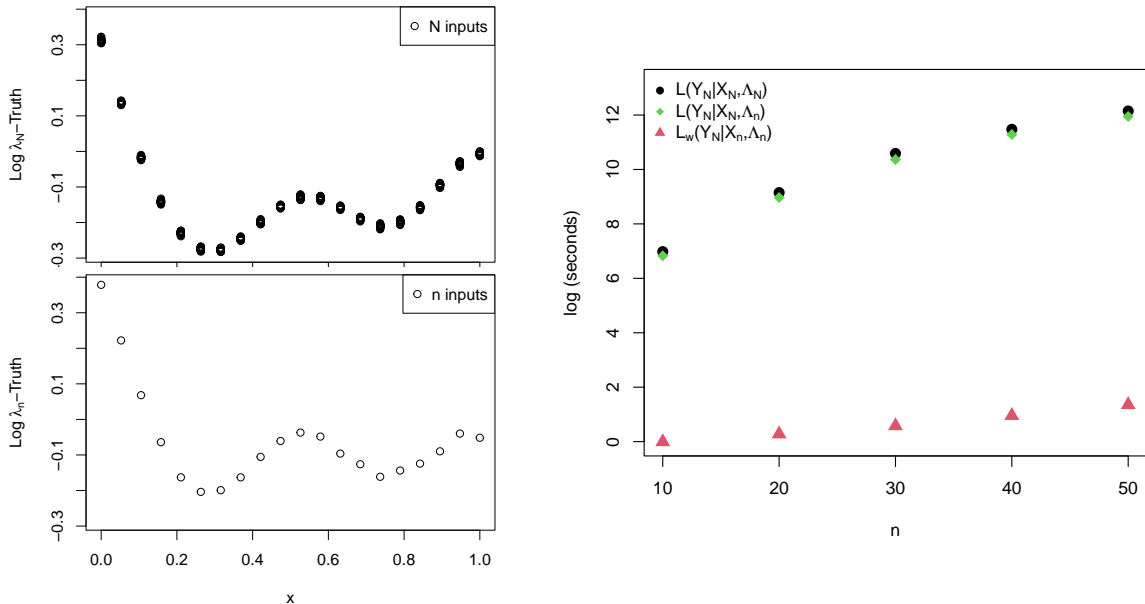 N inputs
Log λN−Truth
0.3
0.1
−0.1
−0.3
n inputs
Log λn−Truth
0.3
0.1
−0.1
−0.3
0.0 0.2 0.4 0.6 0.8 1.0
x
L(YN|XN,ΛN)
L(YN|XN,Λn)
Lw(YN|Xn,Λn)
log (seconds)
12
10
8
6
4
2
0
10 20 30 40 50
n